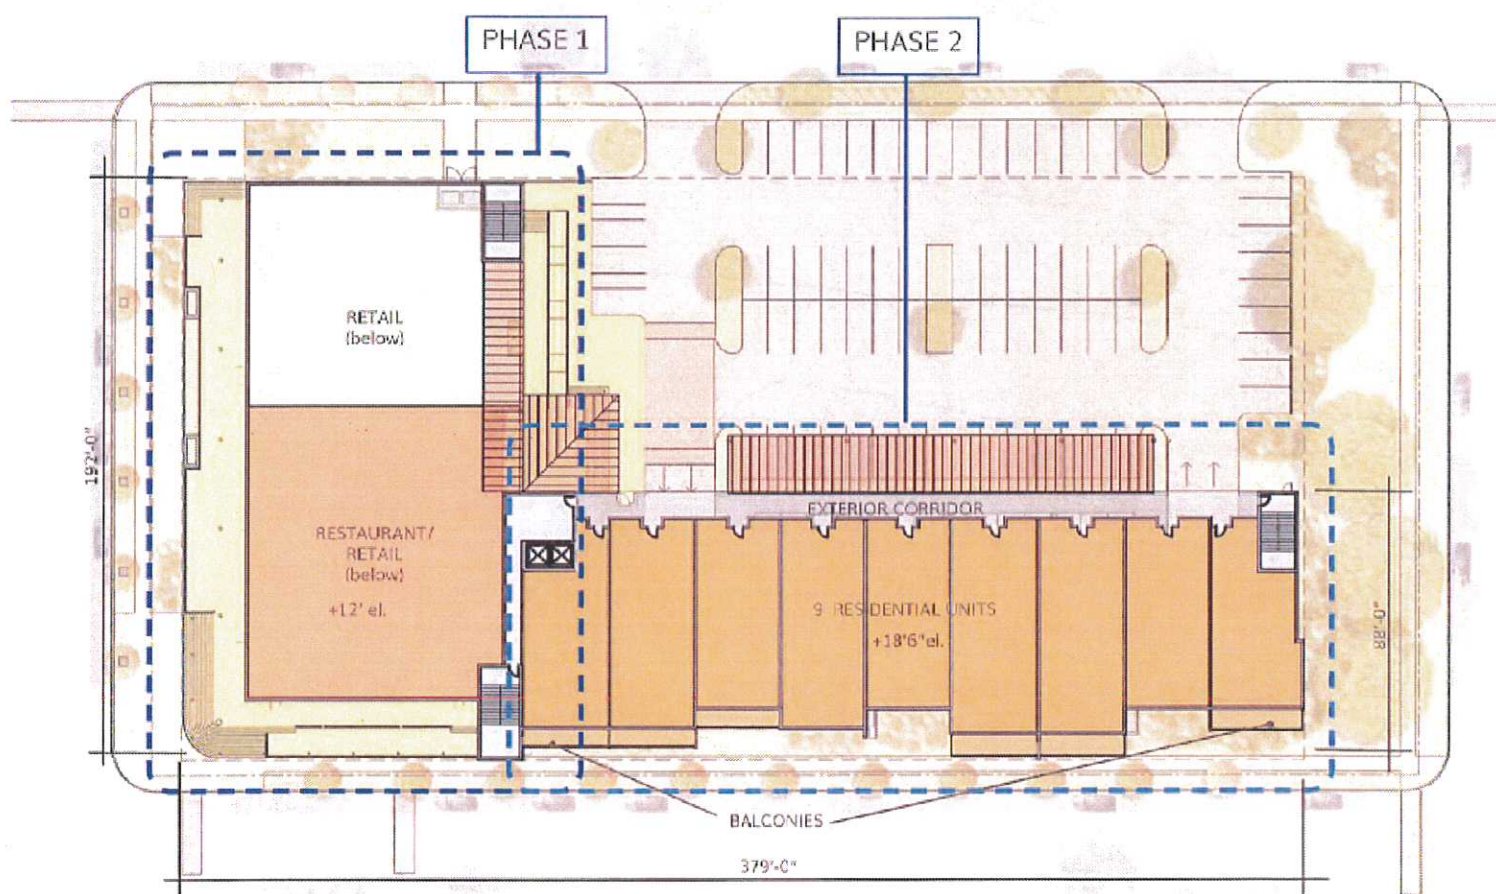 PHASE 1
PHASE 2
RETAIL
(below)
192'-0"
EXTERIOR CORRIDOR
RESTAURANT/
RETAIL
(below)
+12' el.
9 RESIDENTIAL UNITS
+18'6" el.
88'-0"
BALCONIES
379'-0"